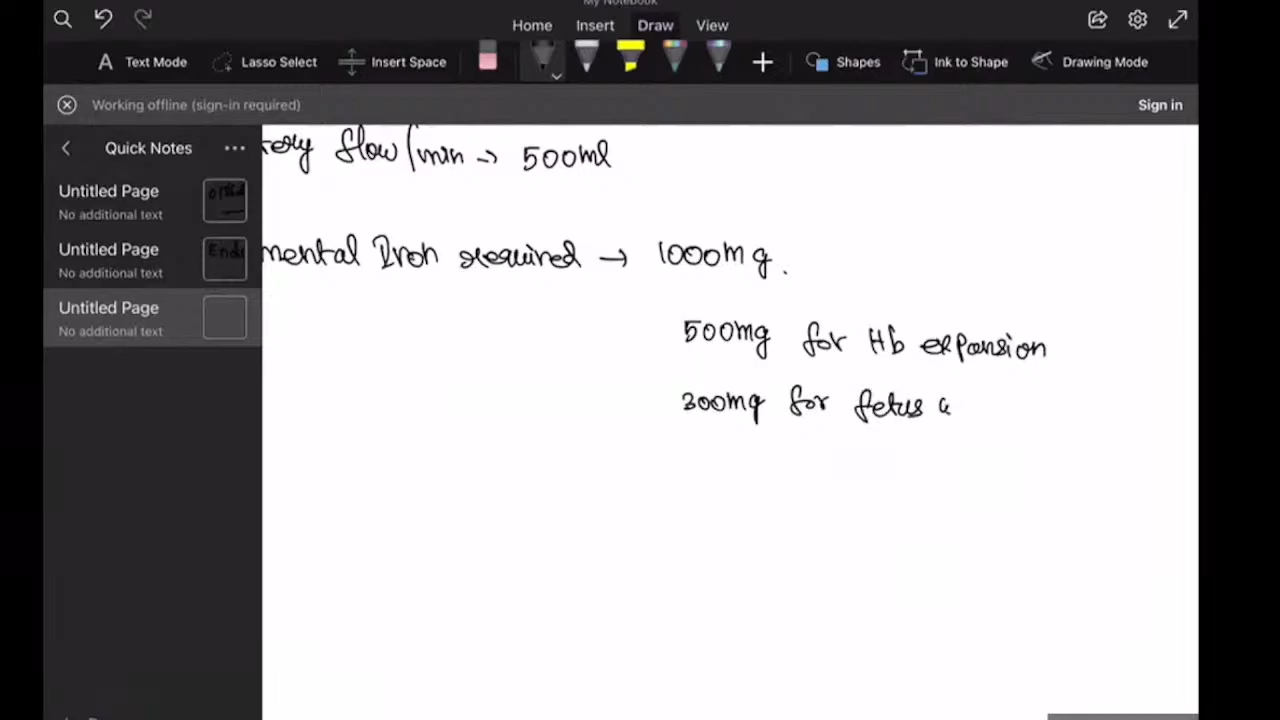 My Notebook
Home Insert Draw View
Text Mode Lasso Select Insert Space Shapes Ink to Shape Drawing Mode
Working offline (sign-in required) Sign in
Quick Notes
Untitled Page
No additional text
Untitled Page
No additional text
Untitled Page
No additional text
tery flow/min → 500ml
mental Iron required → 1000mg.
500mg for Hb expansion
300mg for fetus